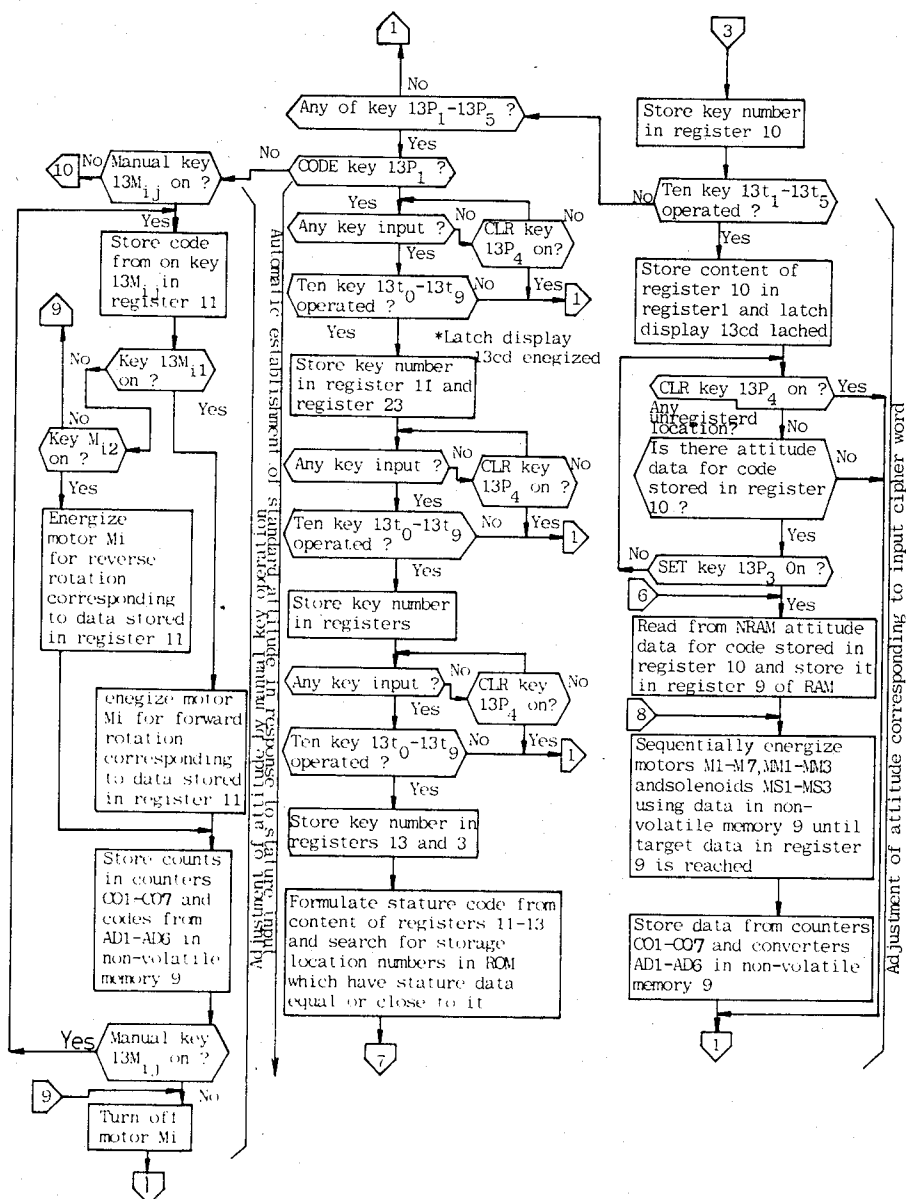 1
3
No
Any of key 13P1-13P5 ?
Yes
Store key number
in register 10
10
No
Manual key
13Mij on ?
No
CODE key 13P1 ?
Yes
No
Ten key 13t1-13t5
operated ?
Yes
Any key input ?
No
CLR key
13P4 on?
No
Yes
Yes
Store code
from on key
13Mij in
register 11
Ten key 13t0-13t9
operated ?
No
Yes
1
Store content of
register 10 in
register1 and latch
display 13cd lached
9
*Latch display
13cd enegized
Yes
Store key number
in register 11 and
register 23
Key 13Mi1
on ?
No
Yes
CLR key 13P4 on ?
Yes
Any
unregisterd
location?
No
Key Mi2
on ?
No
Yes
Any key input ?
No
CLR key
13P4 on ?
No
Yes
Is there attitude
data for code
stored in register
10 ?
No
Yes
Energize
motor Mi
for reverse
rotation
corresponding
to data stored
in register 11
Ten key 13t0-13t9
operated ?
No
Yes
1
Yes
No
SET key 13P3 On ?
Yes
6
Store key number
in registers
Read from NRAM attitude
data for code stored in
register 10 and store it
in register 9 of RAM
Any key input ?
No
CLR key
13P4 on?
No
Yes
enegize motor
Mi for forward
rotation
corresponding
to data stored
in register 11
8
Ten key 13t0-13t9
operated ?
No
Yes
1
Yes
Sequentially energize
motors M1-M7,MM1-MM3
andsolenoids MS1-MS3
using data in non-
volatile memory 9 until
target data in register
9 is reached
Store key number in
registers 13 and 3
Store counts
in counters
CO1-CO7 and
codes from
AD1-AD6 in
non-volatile
memory 9
Formulate stature code from
content of registers 11-13
and search for storage
location numbers in ROM
which have stature data
equal or close to it
Store data from counters
CO1-CO7 and converters
AD1-AD6 in non-volatile
memory 9
Yes
Manual key
13Mij on ?
No
7
1
9
Turn off
motor Mi
1
Adjustment of attitude by manual key operation
Automatic establishment of standard attitude in response to stature input
Adjustment of attitude corresponding to input cipher word